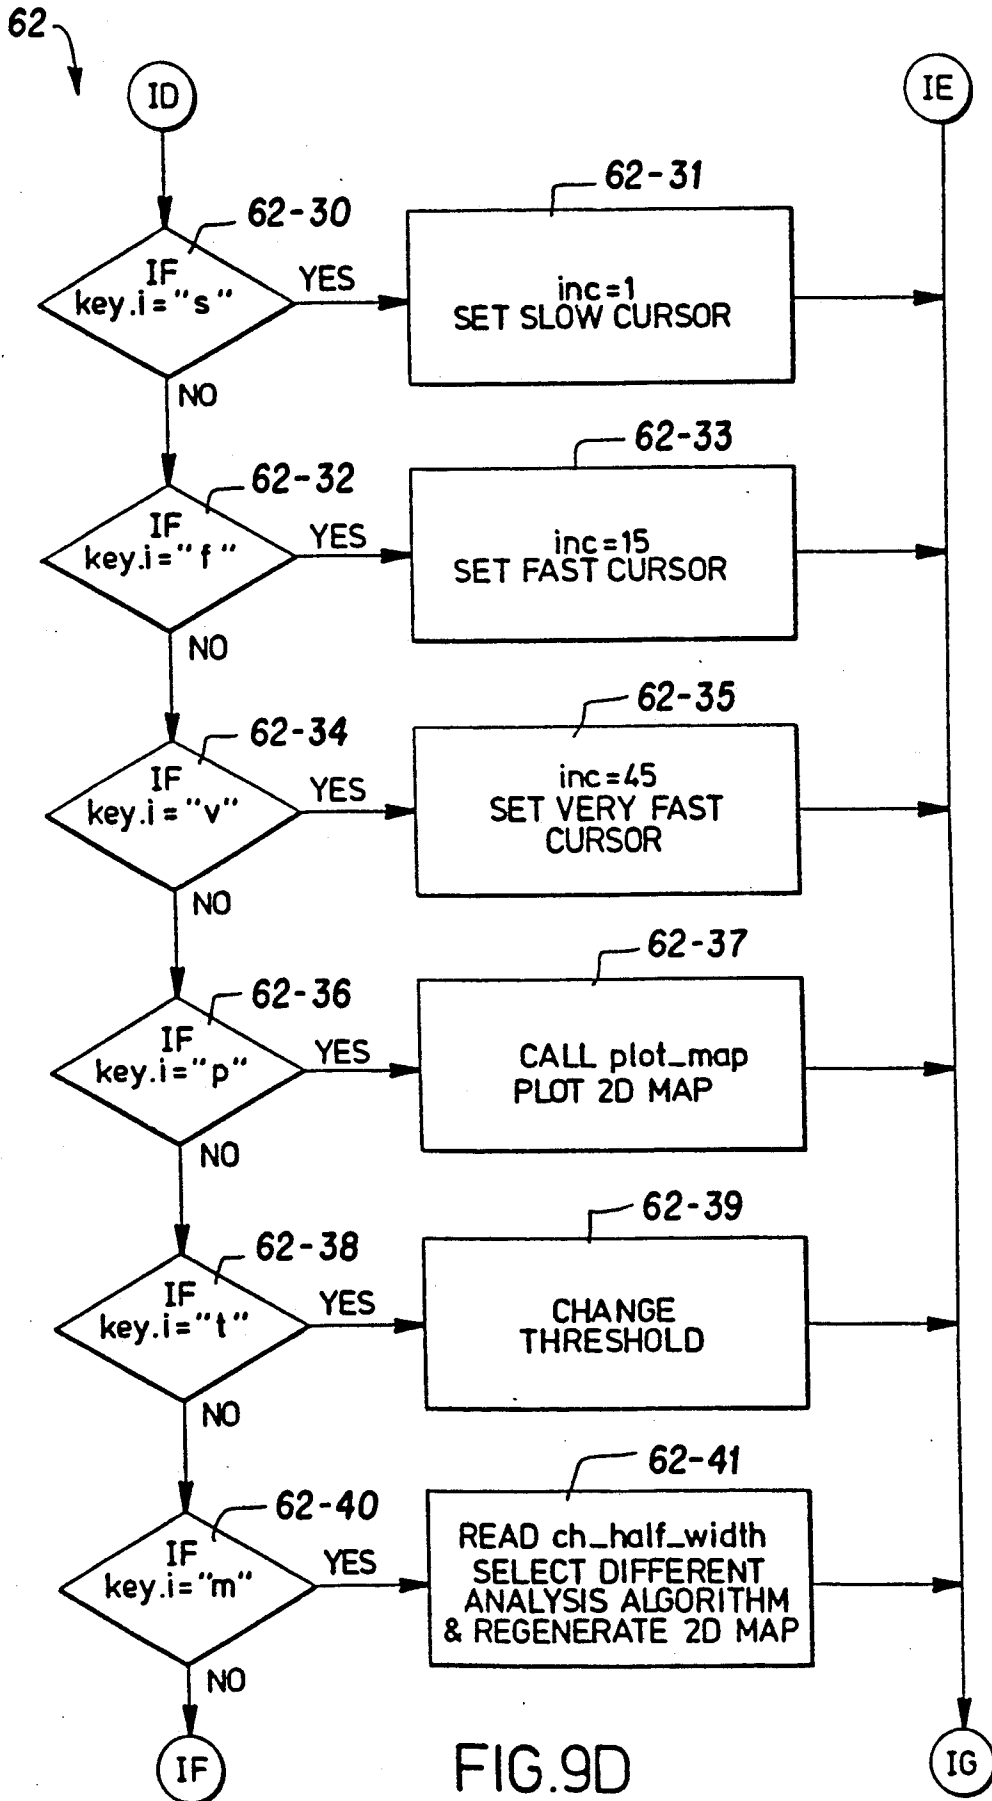 62
ID
IE
62-30
62-31
IF
key.i="s"
YES
inc=1
SET SLOW CURSOR
NO
62-32
62-33
IF
key.i="f"
YES
inc=15
SET FAST CURSOR
NO
62-34
62-35
IF
key.i="v"
YES
inc=45
SET VERY FAST
CURSOR
NO
62-36
62-37
IF
key.i="p"
YES
CALL plot_map
PLOT 2D MAP
NO
62-38
62-39
IF
key.i="t"
YES
CHANGE
THRESHOLD
NO
62-40
62-41
IF
key.i="m"
YES
READ ch_half_width
SELECT DIFFERENT
ANALYSIS ALGORITHM
& REGENERATE 2D MAP
NO
IF
FIG.9D
IG